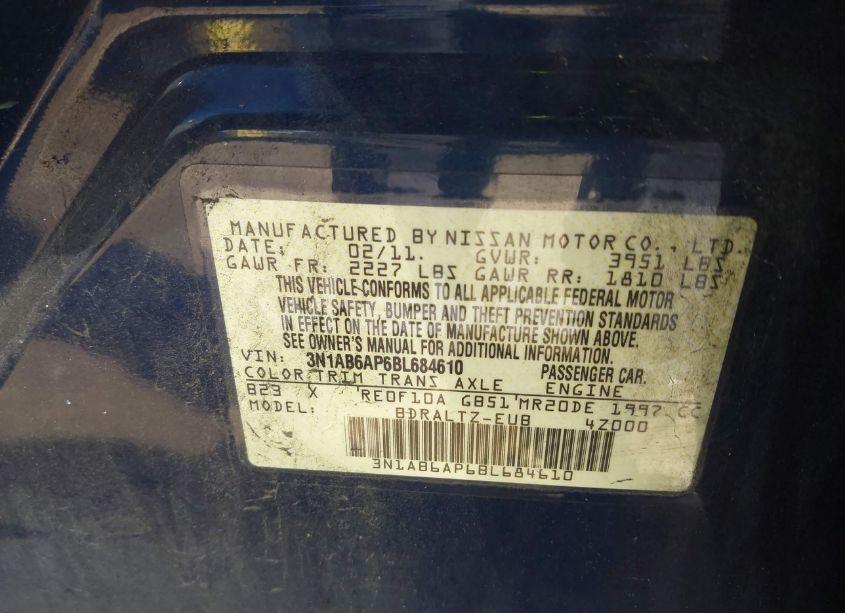 MANUFACTURED BY NISSAN MOTOR CO., LTD.
DATE: 02/11. GVWR: 3951 LBS
GAWR FR: 2227 LBS GAWR RR: 1810 LBS
THIS VEHICLE CONFORMS TO ALL APPLICABLE FEDERAL MOTOR
VEHICLE SAFETY, BUMPER AND THEFT PREVENTION STANDARDS
IN EFFECT ON THE DATE OF MANUFACTURE SHOWN ABOVE.
SEE OWNER'S MANUAL FOR ADDITIONAL INFORMATION.
VIN: 3N1AB6AP6BL684610 PASSENGER CAR.
COLOR TRIM TRANS AXLE ENGINE
B23 X RE0F10A GB51 MR20DE 1997 CC
MODEL: BDRALTZ-EUB 4Z000
3N1AB6AP6BL684610